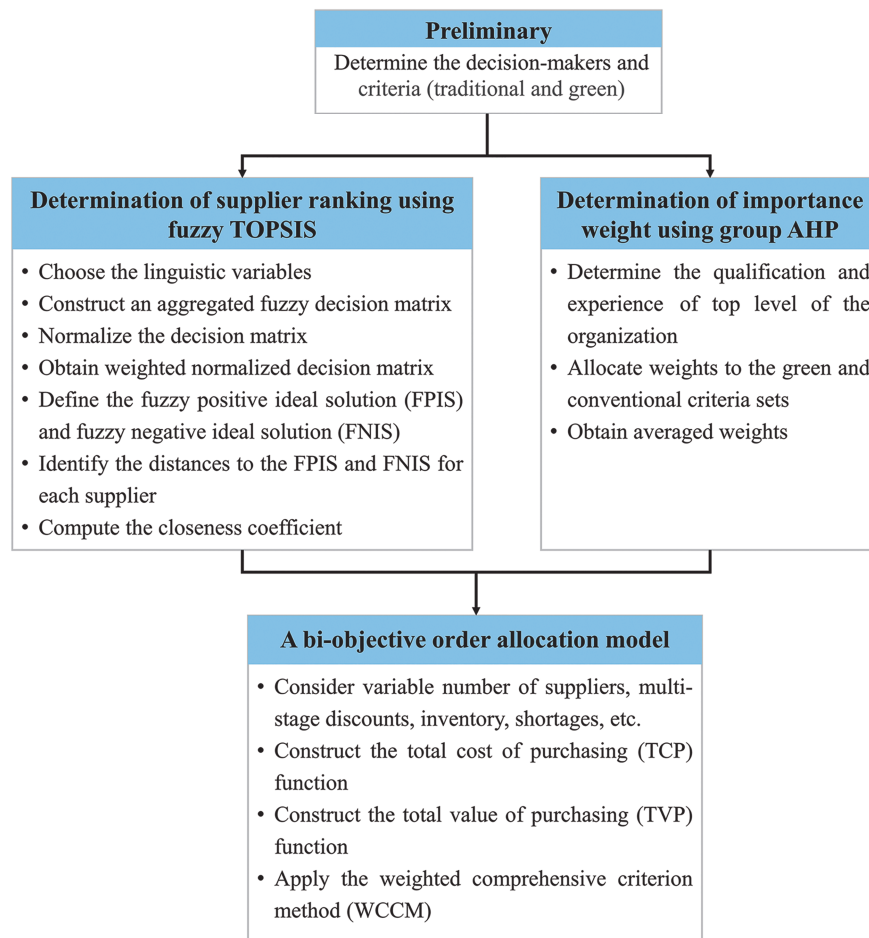 Preliminary
Determine the decision-makers and
criteria (traditional and green)
Determination of supplier ranking using
fuzzy TOPSIS
• Choose the linguistic variables
• Construct an aggregated fuzzy decision matrix
• Normalize the decision matrix
• Obtain weighted normalized decision matrix
• Define the fuzzy positive ideal solution (FPIS)
and fuzzy negative ideal solution (FNIS)
• Identify the distances to the FPIS and FNIS for
each supplier
• Compute the closeness coefficient
Determination of importance
weight using group AHP
• Determine the qualification and
experience of top level of the
organization
• Allocate weights to the green and
conventional criteria sets
• Obtain averaged weights
A bi-objective order allocation model
• Consider variable number of suppliers, multi-
stage discounts, inventory, shortages, etc.
• Construct the total cost of purchasing (TCP)
function
• Construct the total value of purchasing (TVP)
function
• Apply the weighted comprehensive criterion
method (WCCM)